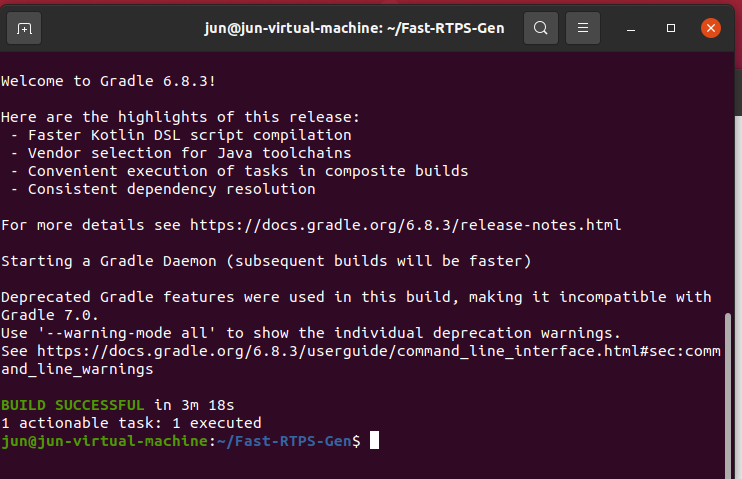 jun@jun-virtual-machine: ~/Fast-RTPS-Gen
Welcome to Gradle 6.8.3!
Here are the highlights of this release:
 - Faster Kotlin DSL script compilation
 - Vendor selection for Java toolchains
 - Convenient execution of tasks in composite builds
 - Consistent dependency resolution
For more details see https://docs.gradle.org/6.8.3/release-notes.html
Starting a Gradle Daemon (subsequent builds will be faster)
Deprecated Gradle features were used in this build, making it incompatible with
Gradle 7.0.
Use '--warning-mode all' to show the individual deprecation warnings.
See https://docs.gradle.org/6.8.3/userguide/command_line_interface.html#sec:comm
and_line_warnings
BUILD SUCCESSFUL in 3m 18s
1 actionable task: 1 executed
jun@jun-virtual-machine:~/Fast-RTPS-Gen$